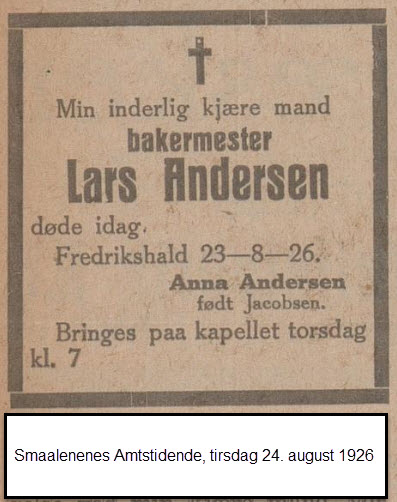 Min inderlig kjære mand
bakermester
Lars Andersen
døde idag.
Fredrikshald 23—8—26.
Anna Andersen
født Jacobsen.
Bringes paa kapellet torsdag
kl. 7
Smaalenenes Amtstidende, tirsdag 24. august 1926